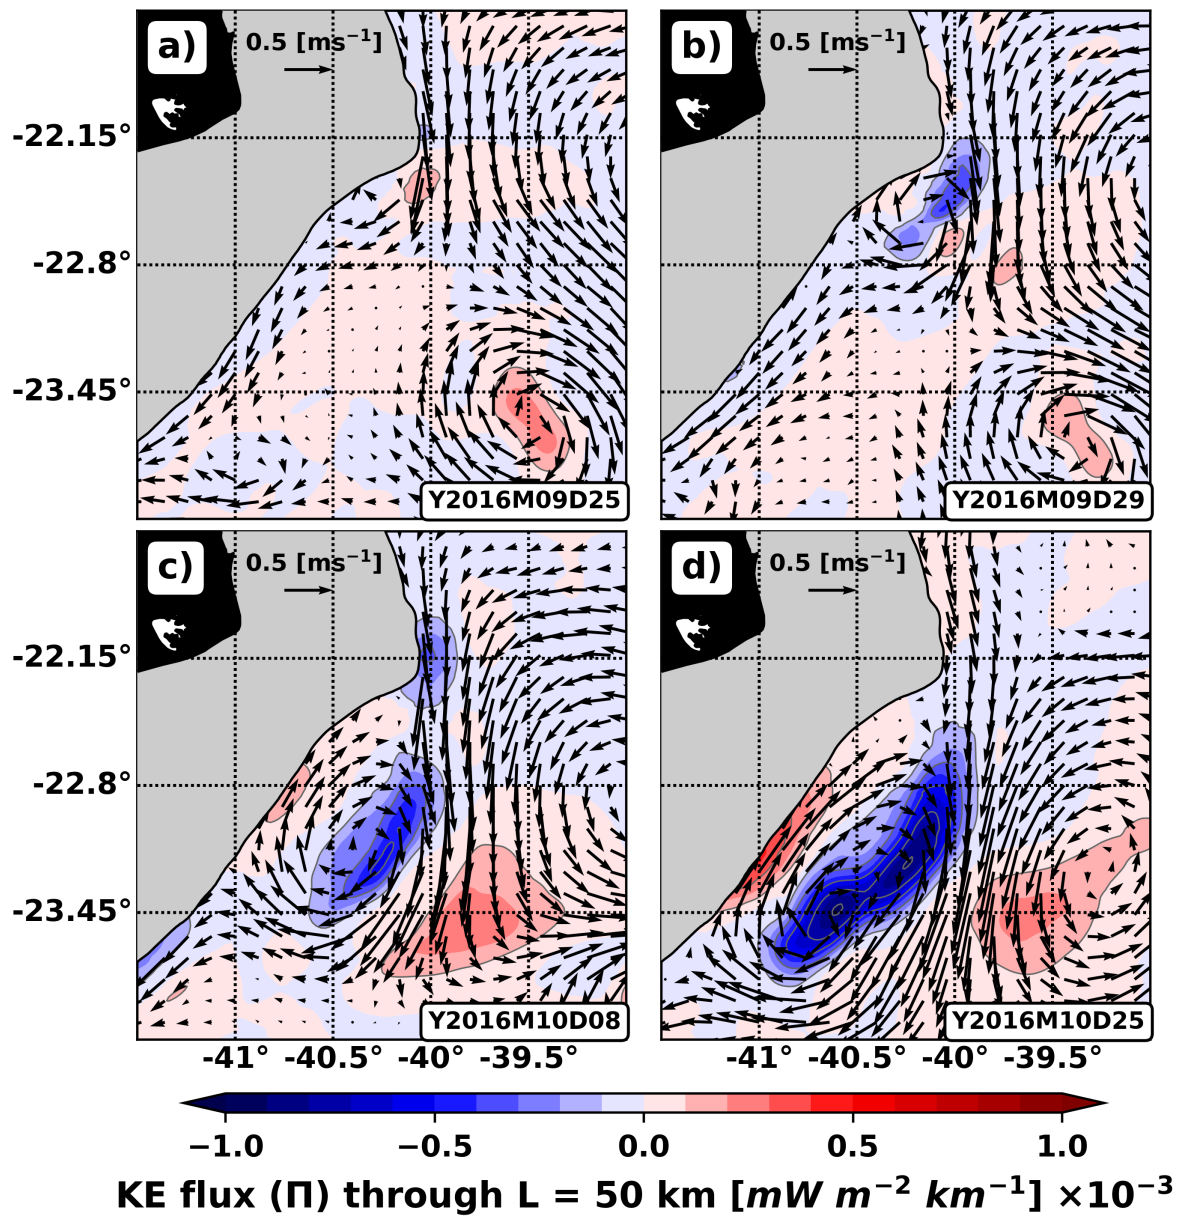 a) 0.5 [ms⁻¹]
b) 0.5 [ms⁻¹]
-22.15°
-22.8°
-23.45°
Y2016M09D25
Y2016M09D29
c) 0.5 [ms⁻¹]
d) 0.5 [ms⁻¹]
-22.15°
-22.8°
-23.45°
Y2016M10D08
Y2016M10D25
-41° -40.5° -40° -39.5°
-41° -40.5° -40° -39.5°
−1.0 −0.5 0.0 0.5 1.0
KE flux (Π) through L = 50 km [mW m⁻² km⁻¹] ×10⁻³